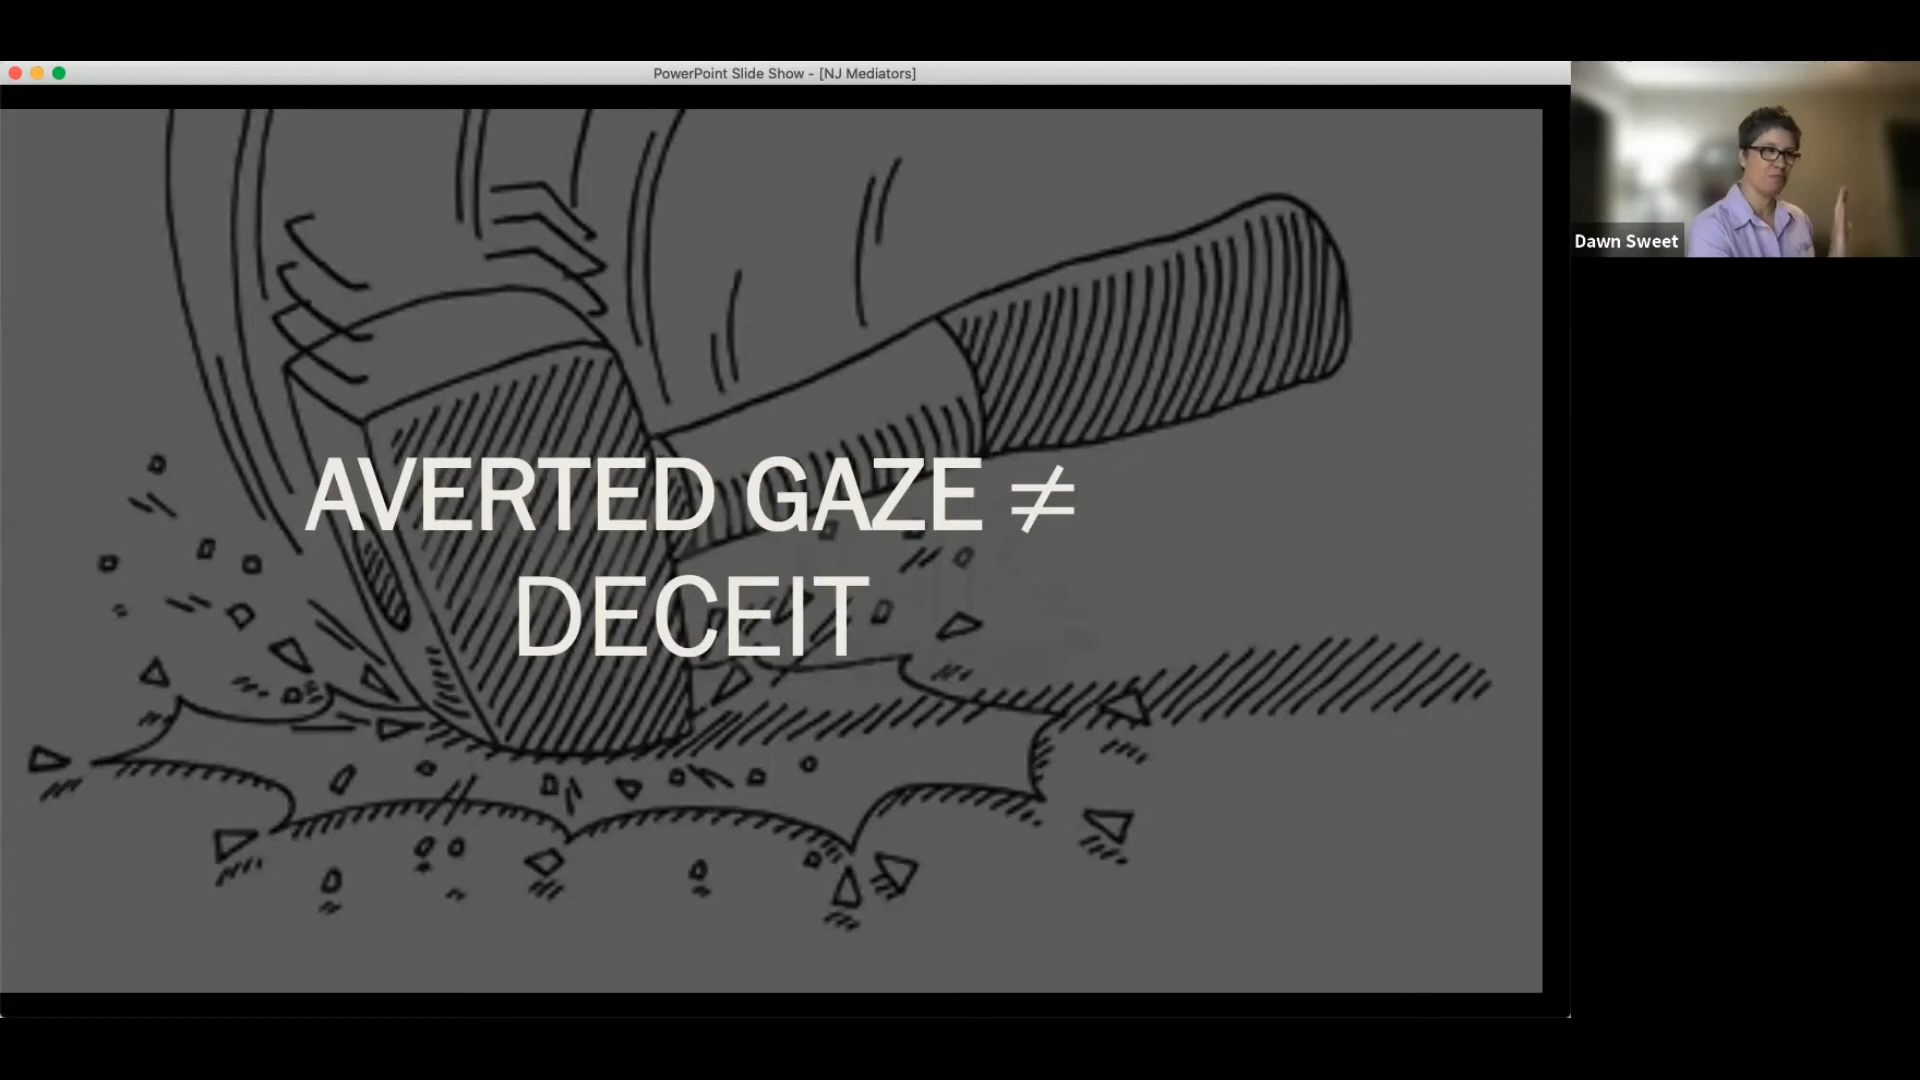 PowerPoint Slide Show - [NJ Mediators]
Dawn Sweet
AVERTED GAZE ≠
DECEIT